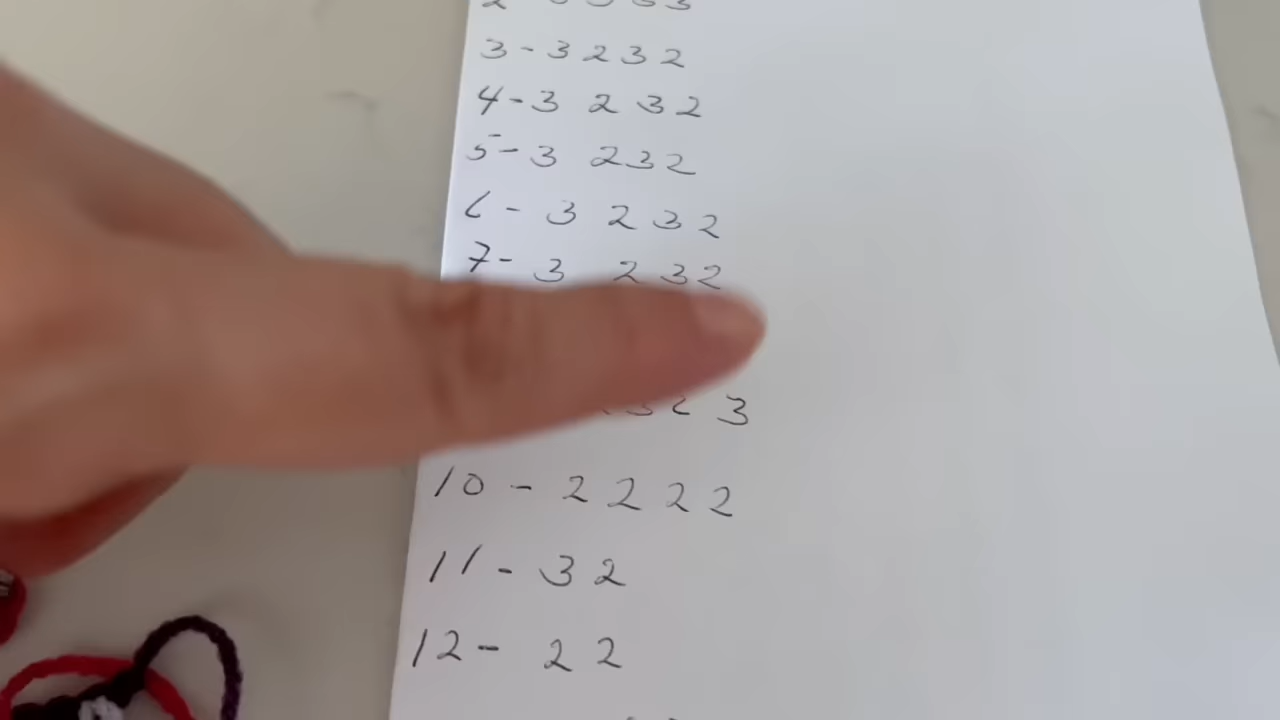 3 - 3 2 3 2
4 - 3 2 3 2
5 - 3 2 3 2
6 - 3 2 3 2
7 - 3 2 3 2
3
10 - 2 2 2 2
11 - 3 2
12 - 2 2